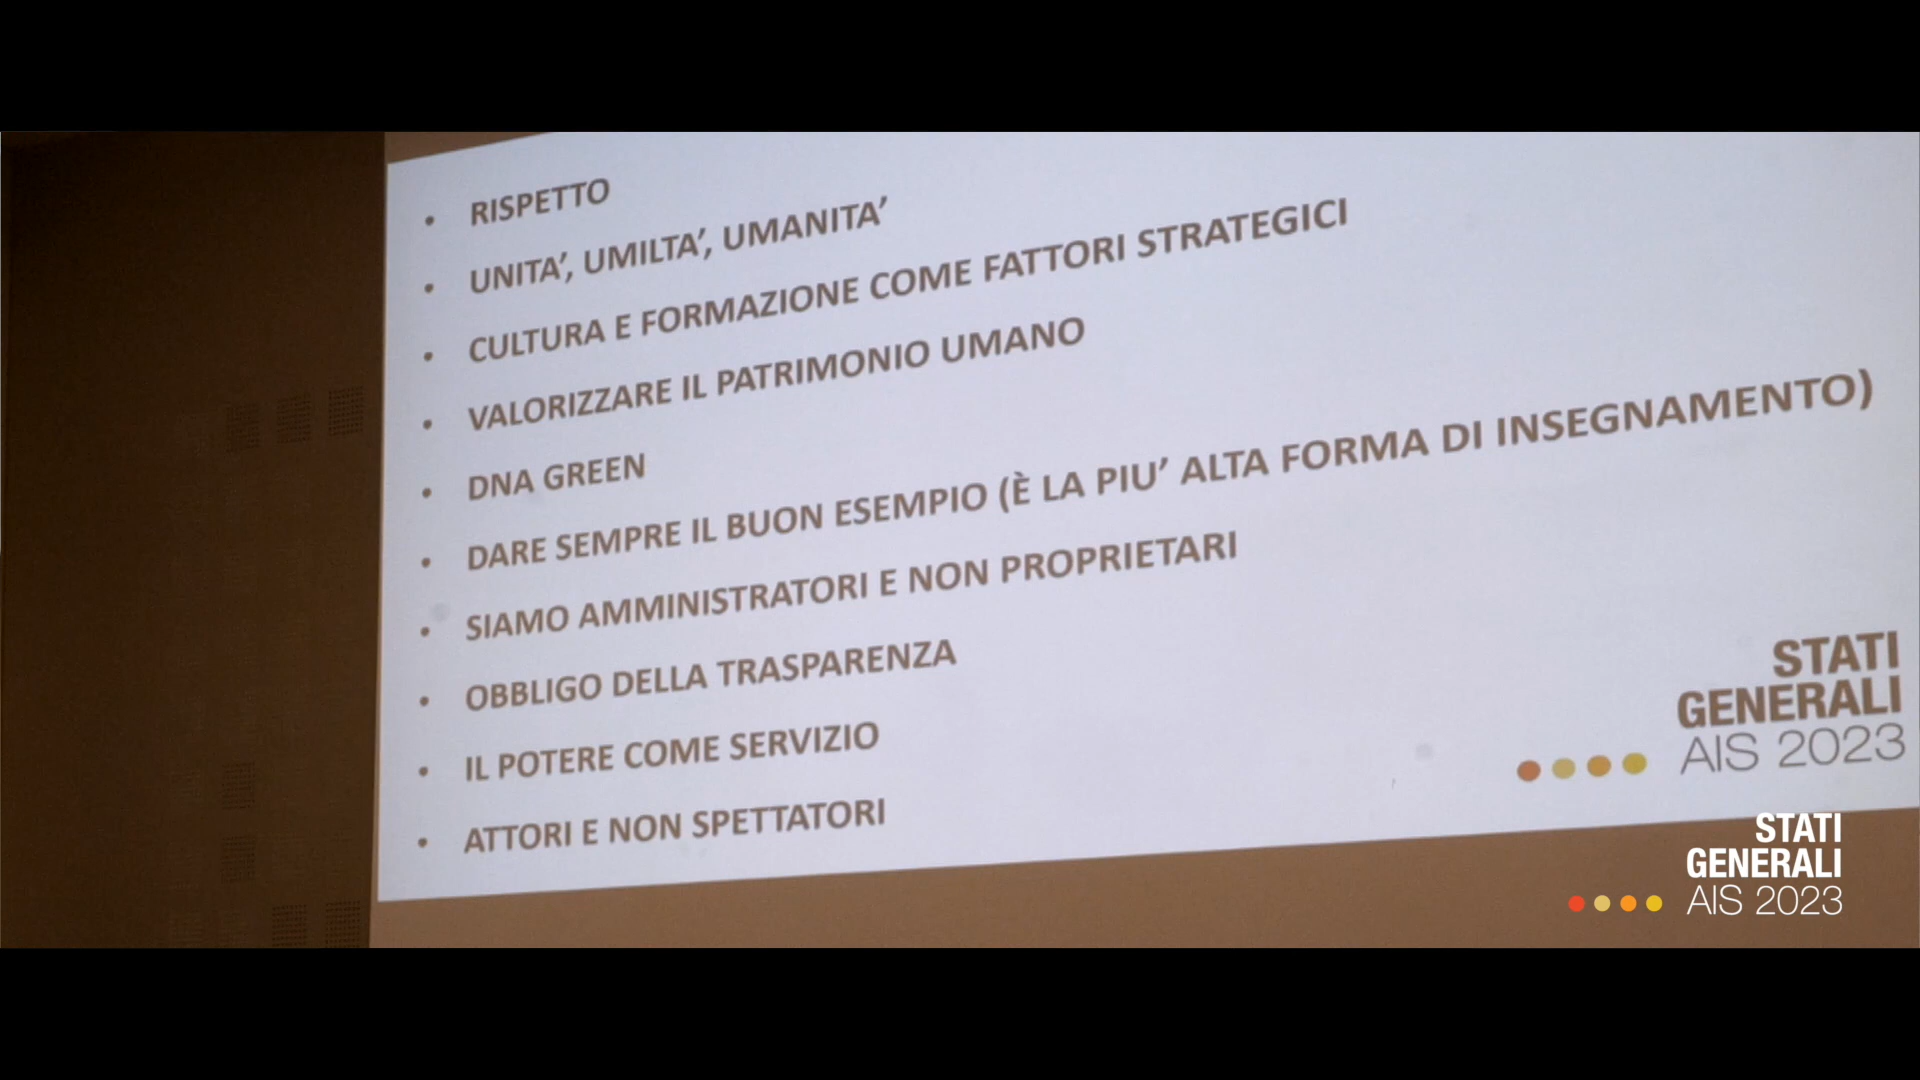 • RISPETTO
• UNITA’, UMILTA’, UMANITA’
• CULTURA E FORMAZIONE COME FATTORI STRATEGICI
• VALORIZZARE IL PATRIMONIO UMANO
• DNA GREEN
• DARE SEMPRE IL BUON ESEMPIO (È LA PIU’ ALTA FORMA DI INSEGNAMENTO)
• SIAMO AMMINISTRATORI E NON PROPRIETARI
• OBBLIGO DELLA TRASPARENZA
• IL POTERE COME SERVIZIO
• ATTORI E NON SPETTATORI
STATI
GENERALI
AIS 2023
STATI
GENERALI
AIS 2023